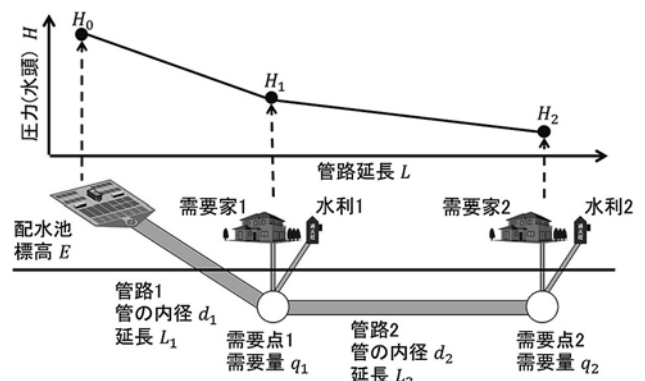 圧力(水頭) H
H₀
H₁
H₂
管路延長 L
需要家1
水利1
需要家2
水利2
配水池
標高 E
管路1
管の内径 d₁
延長 L₁
需要点1
需要量 q₁
管路2
管の内径 d₂
延長 L₂
需要点2
需要量 q₂